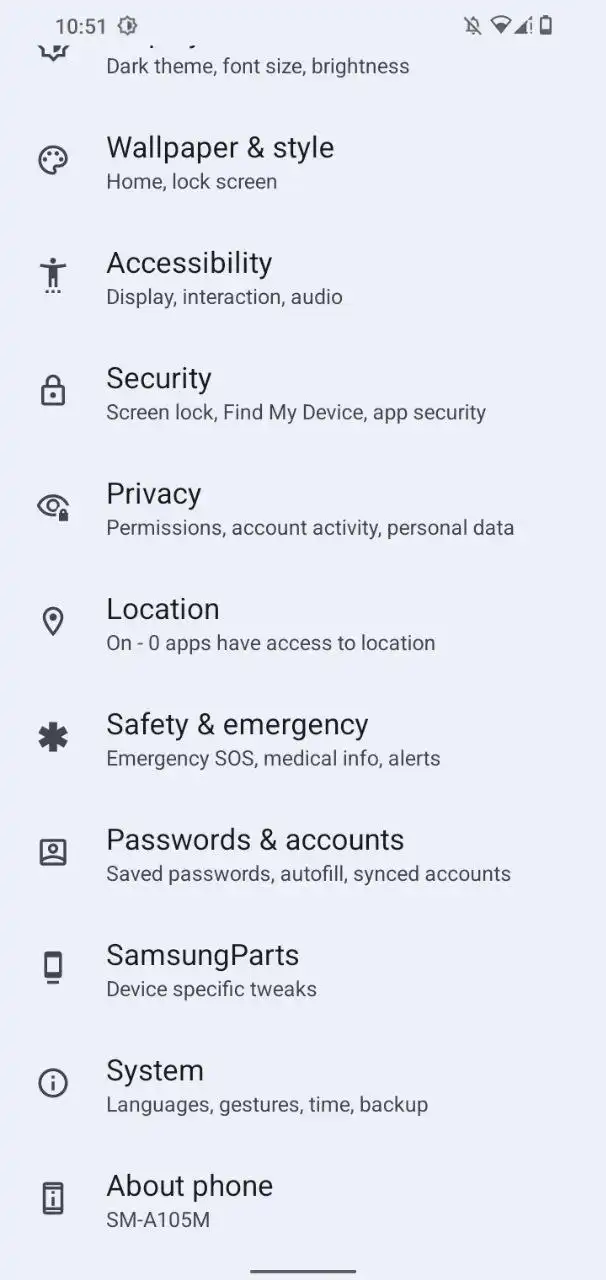 10:51
Dark theme, font size, brightness
Wallpaper & style
Home, lock screen
Accessibility
Display, interaction, audio
Security
Screen lock, Find My Device, app security
Privacy
Permissions, account activity, personal data
Location
On - 0 apps have access to location
Safety & emergency
Emergency SOS, medical info, alerts
Passwords & accounts
Saved passwords, autofill, synced accounts
SamsungParts
Device specific tweaks
System
Languages, gestures, time, backup
About phone
SM-A105M